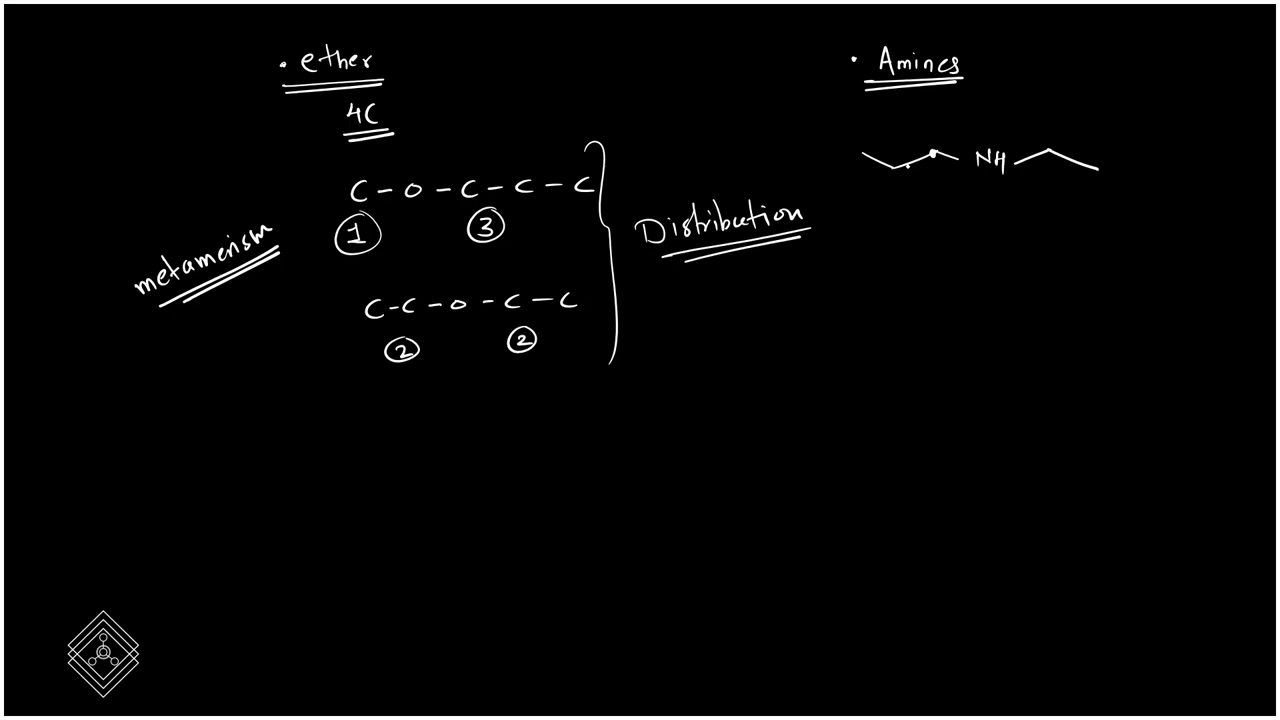 • ether
4C
C - O - C - C - C
1 3
metamerism
C - C - O - C - C
2 2
Distribution
• Amines
NH